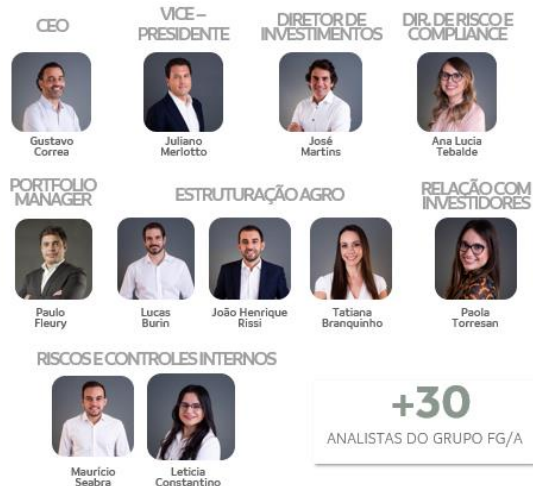 CEO
VICE –
PRESIDENTE
DIRETOR DE
INVESTIMENTOS
DIR. DE RISCO E
COMPLIANCE
Gustavo
Correa
Juliano
Merlotto
José
Martins
Ana Lucia
Tebalde
PORTFOLIO
MANAGER
ESTRUTURAÇÃO AGRO
RELAÇÃO COM
INVESTIDORES
Paulo
Fleury
Lucas
Burin
João Henrique
Rissi
Tatiana
Branquinho
Paola
Torresan
RISCOS E CONTROLES INTERNOS
Maurício
Seabra
Leticia
Constantino
+30
ANALISTAS DO GRUPO FG/A